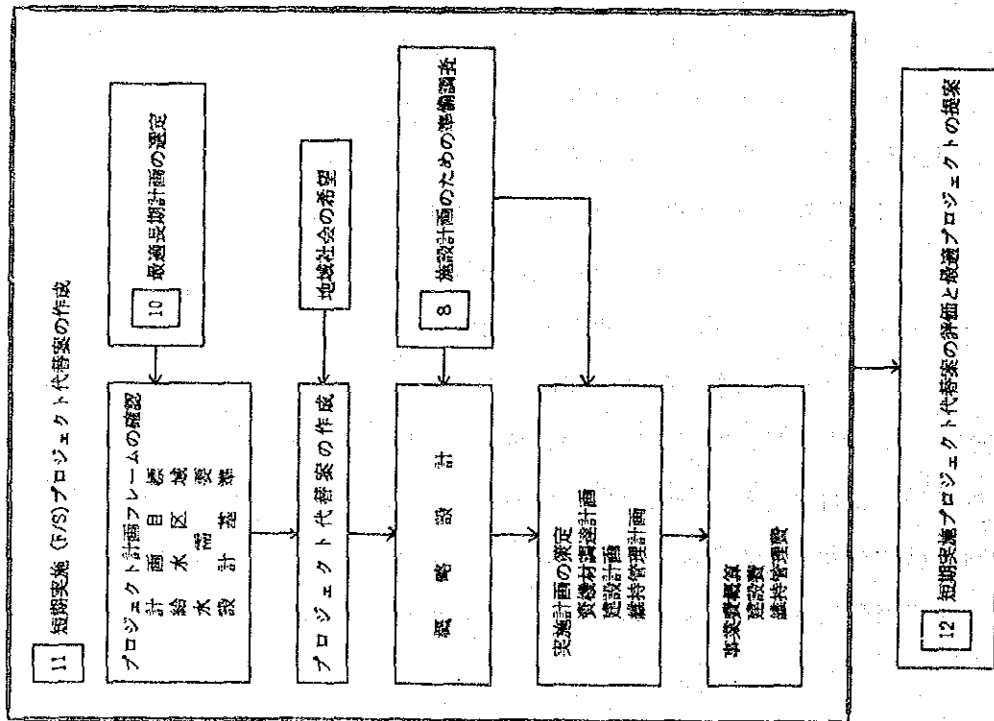 11 短期実施 (F/S) プロジェクト代替案の作成
プロジェクト計画フレームの確認
計画目標
給水区域
水需要
設計基準
10 最適長期計画の選定
プロジェクト代替案の作成
地域社会の希望
概略設計
8 施設計画のための準備調査
実施計画の策定
資機材調達計画
建設計画
維持管理計画
事業費概算
建設費
維持管理費
12 短期実施プロジェクト代替案の評価と最適プロジェクトの提案